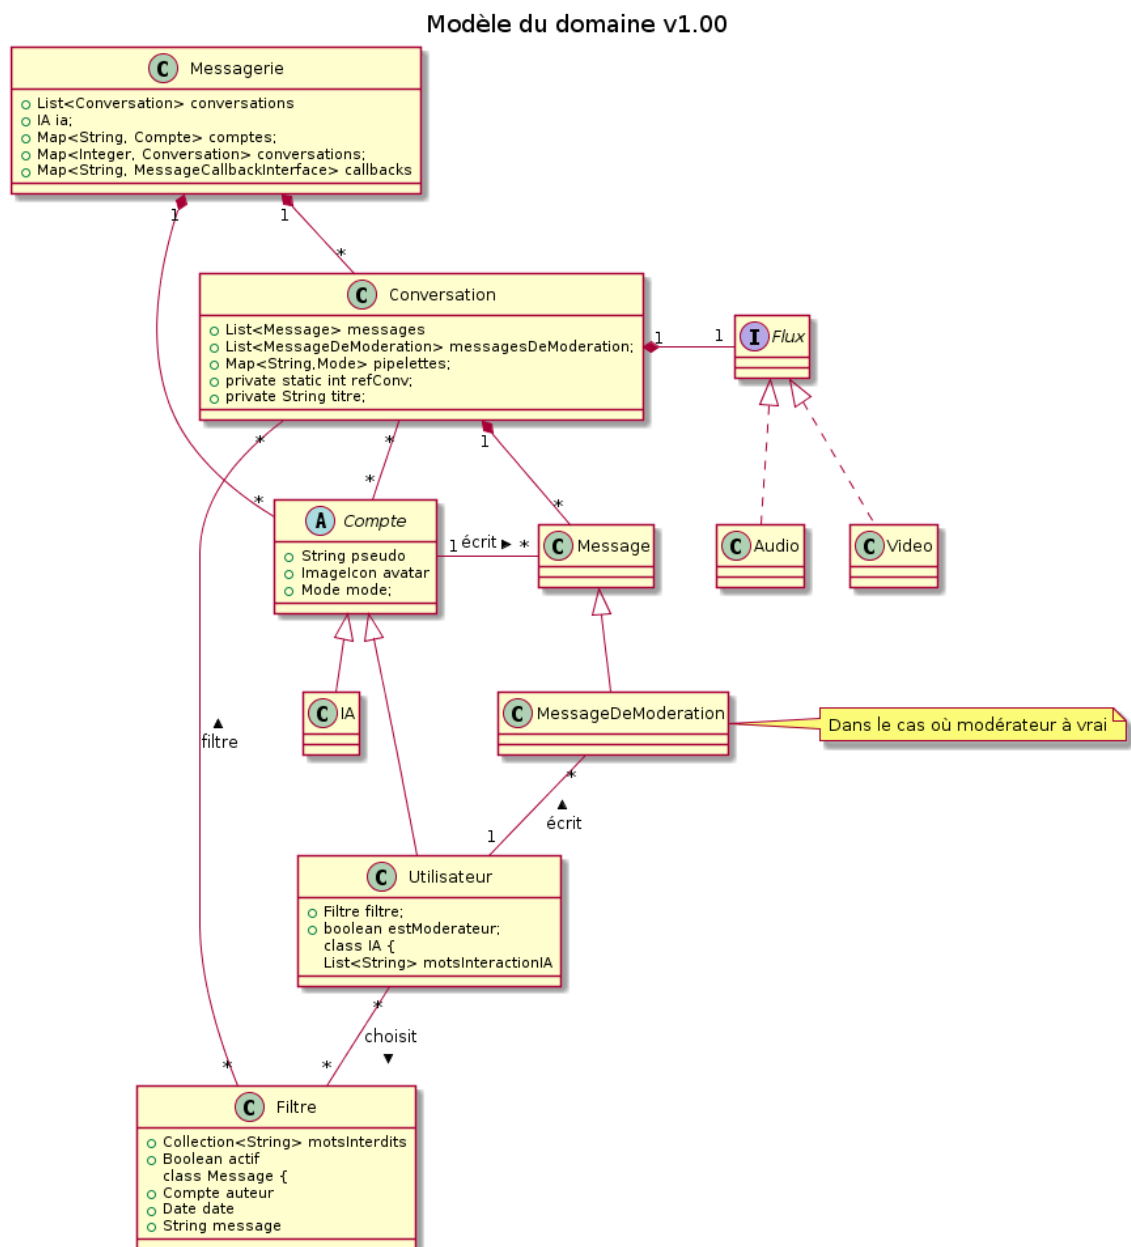 Modèle du domaine v1.00
C Messagerie
List<Conversation> conversations
IA ia;
Map<String, Compte> comptes;
Map<Integer, Conversation> conversations;
Map<String, MessageCallbackInterface> callbacks
1
1
*
C Conversation
List<Message> messages
List<MessageDeModeration> messagesDeModeration;
Map<String,Mode> pipelettes;
private static int refConv;
private String titre;
1
1
I Flux
*
*
1
*
*
*
A Compte
String pseudo
ImageIcon avatar
Mode mode;
1 écrit ► *
C Message
C Audio
C Video
C IA
C MessageDeModeration
Dans le cas où modérateur à vrai
▲
filtre
*
▲
écrit
1
C Utilisateur
Filtre filtre;
boolean estModerateur;
class IA {
List<String> motsInteractionIA
*
choisit
▼
*
*
C Filtre
Collection<String> motsInterdits
Boolean actif
class Message {
Compte auteur
Date date
String message